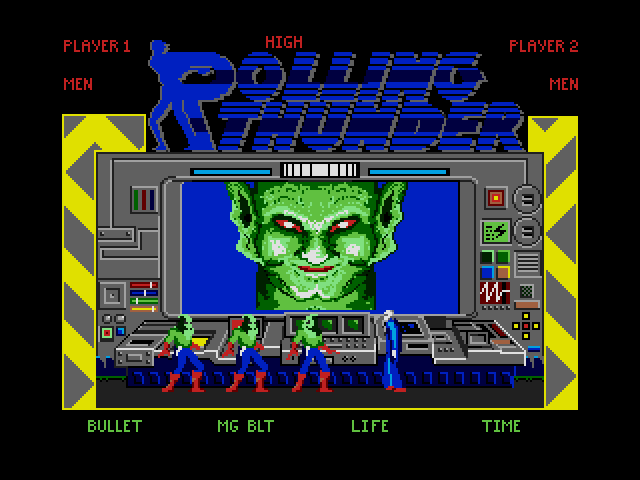 PLAYER 1 HIGH PLAYER 2
MEN MEN
ROLLING
THUNDER
BULLET MG BLT LIFE TIME